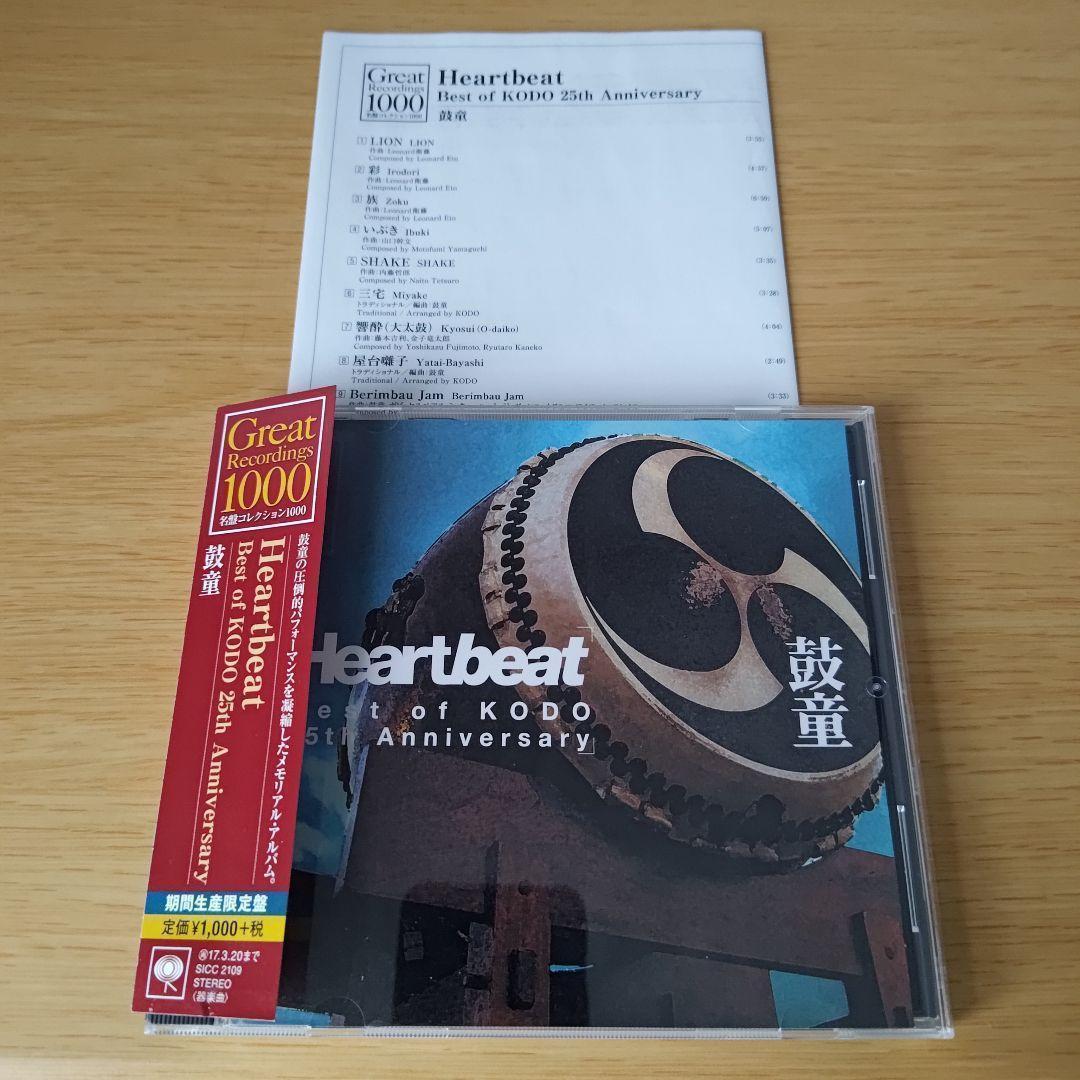 Great
Recordings
1000
名盤コレクション1000
Heartbeat
Best of KODO 25th Anniversary
鼓童
1 LION LION (3:55)
作曲:Leonard衛藤
Composed by Leonard Eto
2 彩 Irodori (4:57)
作曲:Leonard衛藤
Composed by Leonard Eto
3 族 Zoku (6:59)
作曲:Leonard衛藤
Composed by Leonard Eto
4 いぶき Ibuki (5:07)
作曲:山口幹文
Composed by Motofumi Yamaguchi
5 SHAKE SHAKE (3:35)
作曲:内藤哲郎
Composed by Naito Tetsuro
6 三宅 Miyake (3:28)
トラディショナル/編曲:鼓童
Traditional / Arranged by KODO
7 響酔(大太鼓) Kyosui (O-daiko) (4:04)
作曲:藤本吉利、金子竜太郎
Composed by Yoshikazu Fujimoto, Ryutaro Kaneko
8 屋台囃子 Yatai-Bayashi (2:49)
トラディショナル/編曲:鼓童
Traditional / Arranged by KODO
9 Berimbau Jam Berimbau Jam (3:33)
Great
Recordings
1000
名盤コレクション1000
鼓童の圧倒的パフォーマンスを凝縮したメモリアル・アルバム。
Heartbeat
Best of KODO 25th Anniversary
鼓童
期間生産限定盤
定価¥1,000+税
17.3.20まで
SICC 2109
STEREO
〈器楽曲〉
Heartbeat
est of KODO
5th Anniversary
鼓童